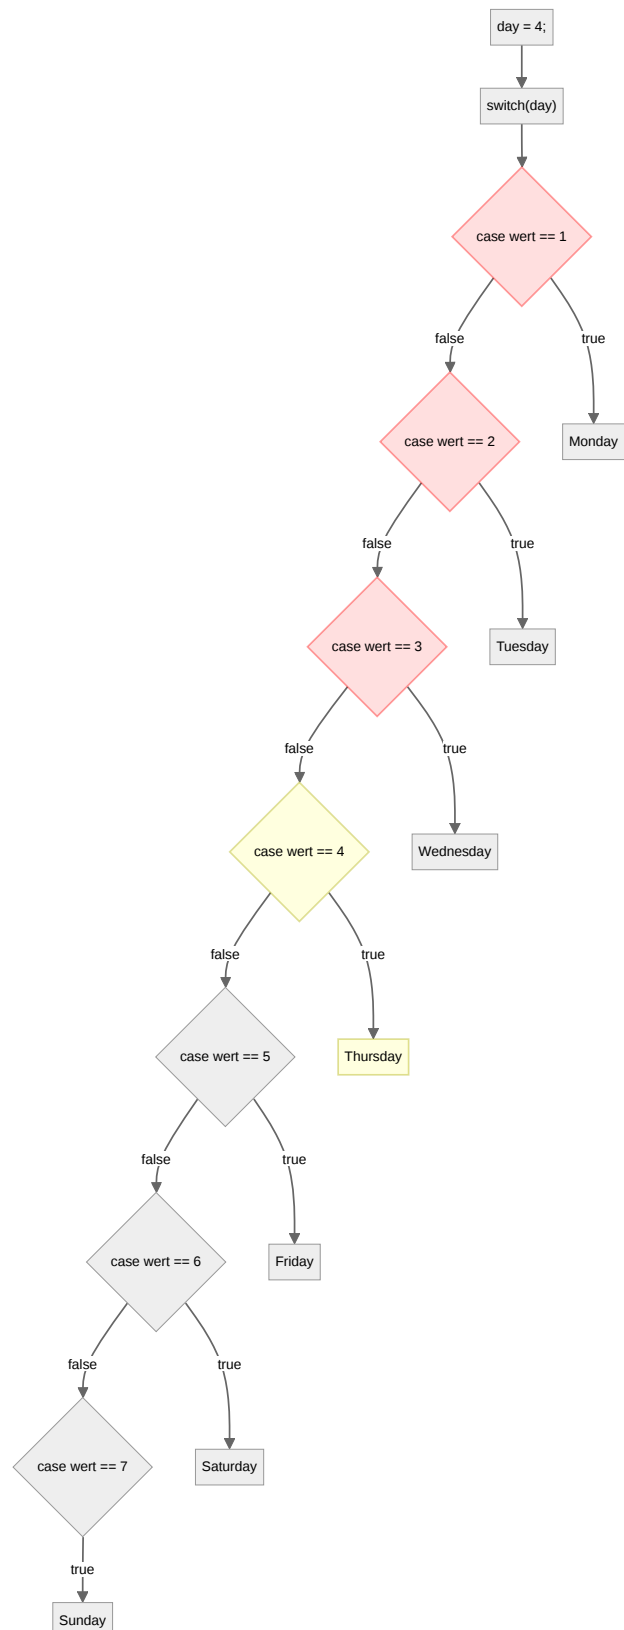 day = 4;
switch(day)
case wert == 1
false
true
case wert == 2
Monday
false
true
case wert == 3
Tuesday
false
true
case wert == 4
Wednesday
false
true
case wert == 5
Thursday
false
true
case wert == 6
Friday
false
true
case wert == 7
Saturday
true
Sunday